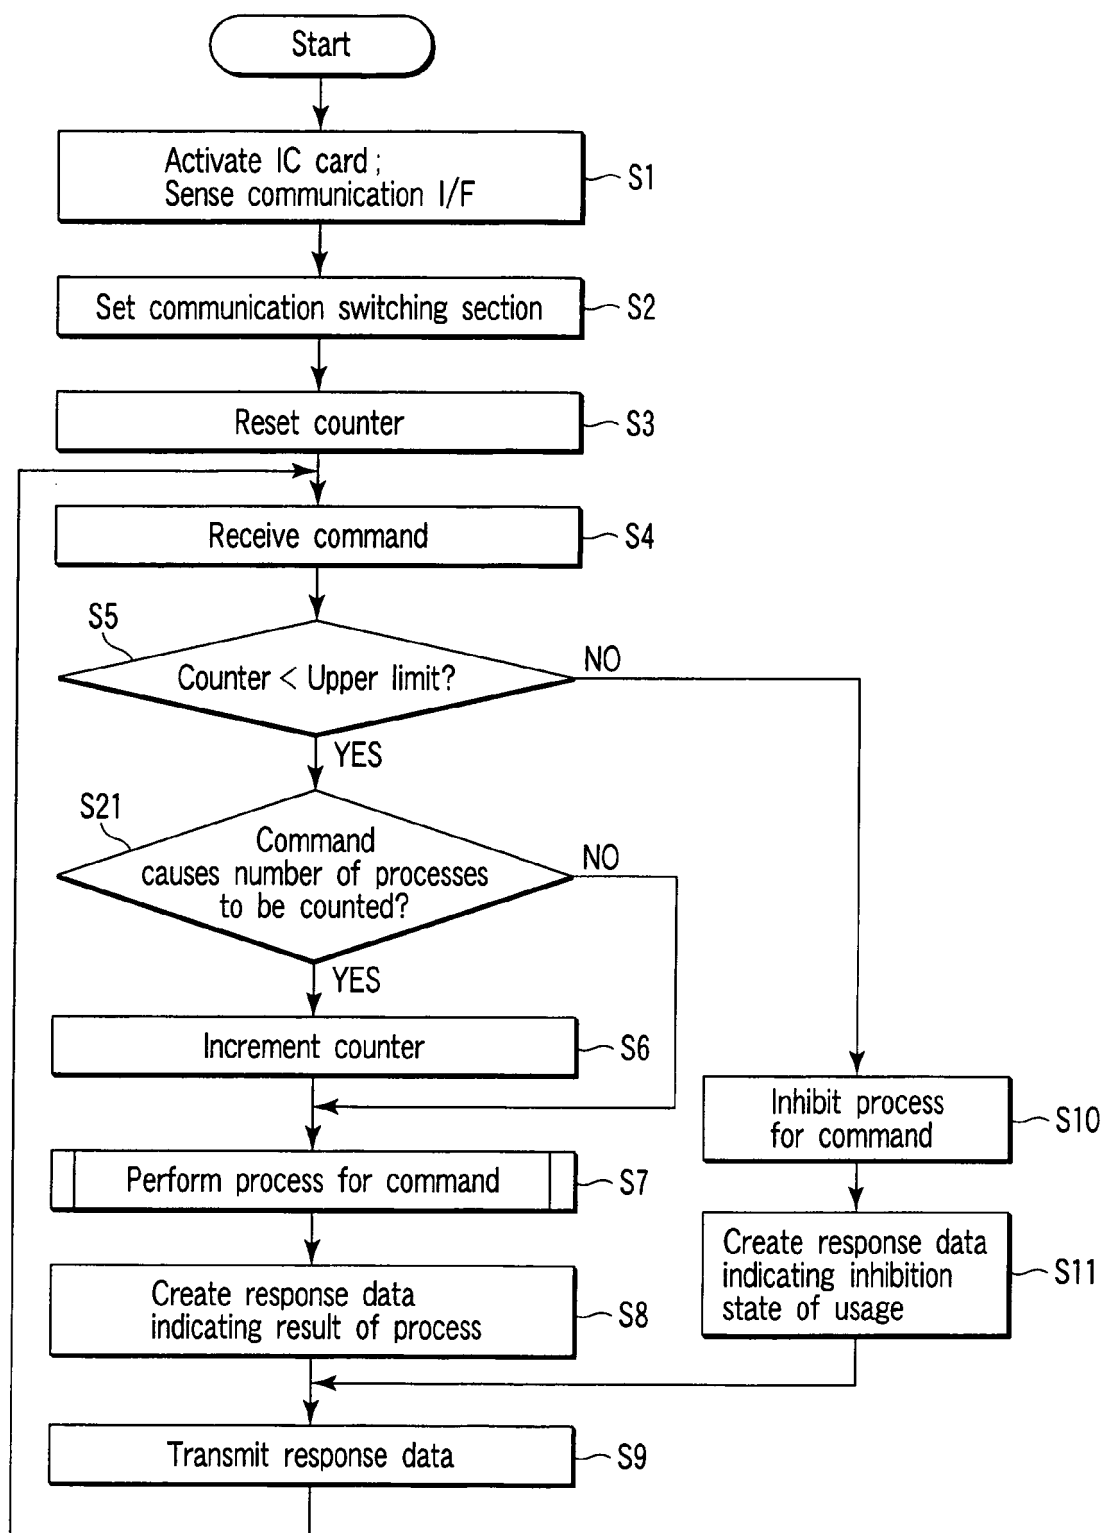 Start
Activate IC card;
Sense communication I/F
S1
Set communication switching section
S2
Reset counter
S3
Receive command
S4
S5
Counter < Upper limit?
NO
YES
S21
Command
causes number of processes
to be counted?
NO
YES
Increment counter
S6
Inhibit process
for command
S10
Perform process for command
S7
Create response data
indicating inhibition
state of usage
S11
Create response data
indicating result of process
S8
Transmit response data
S9